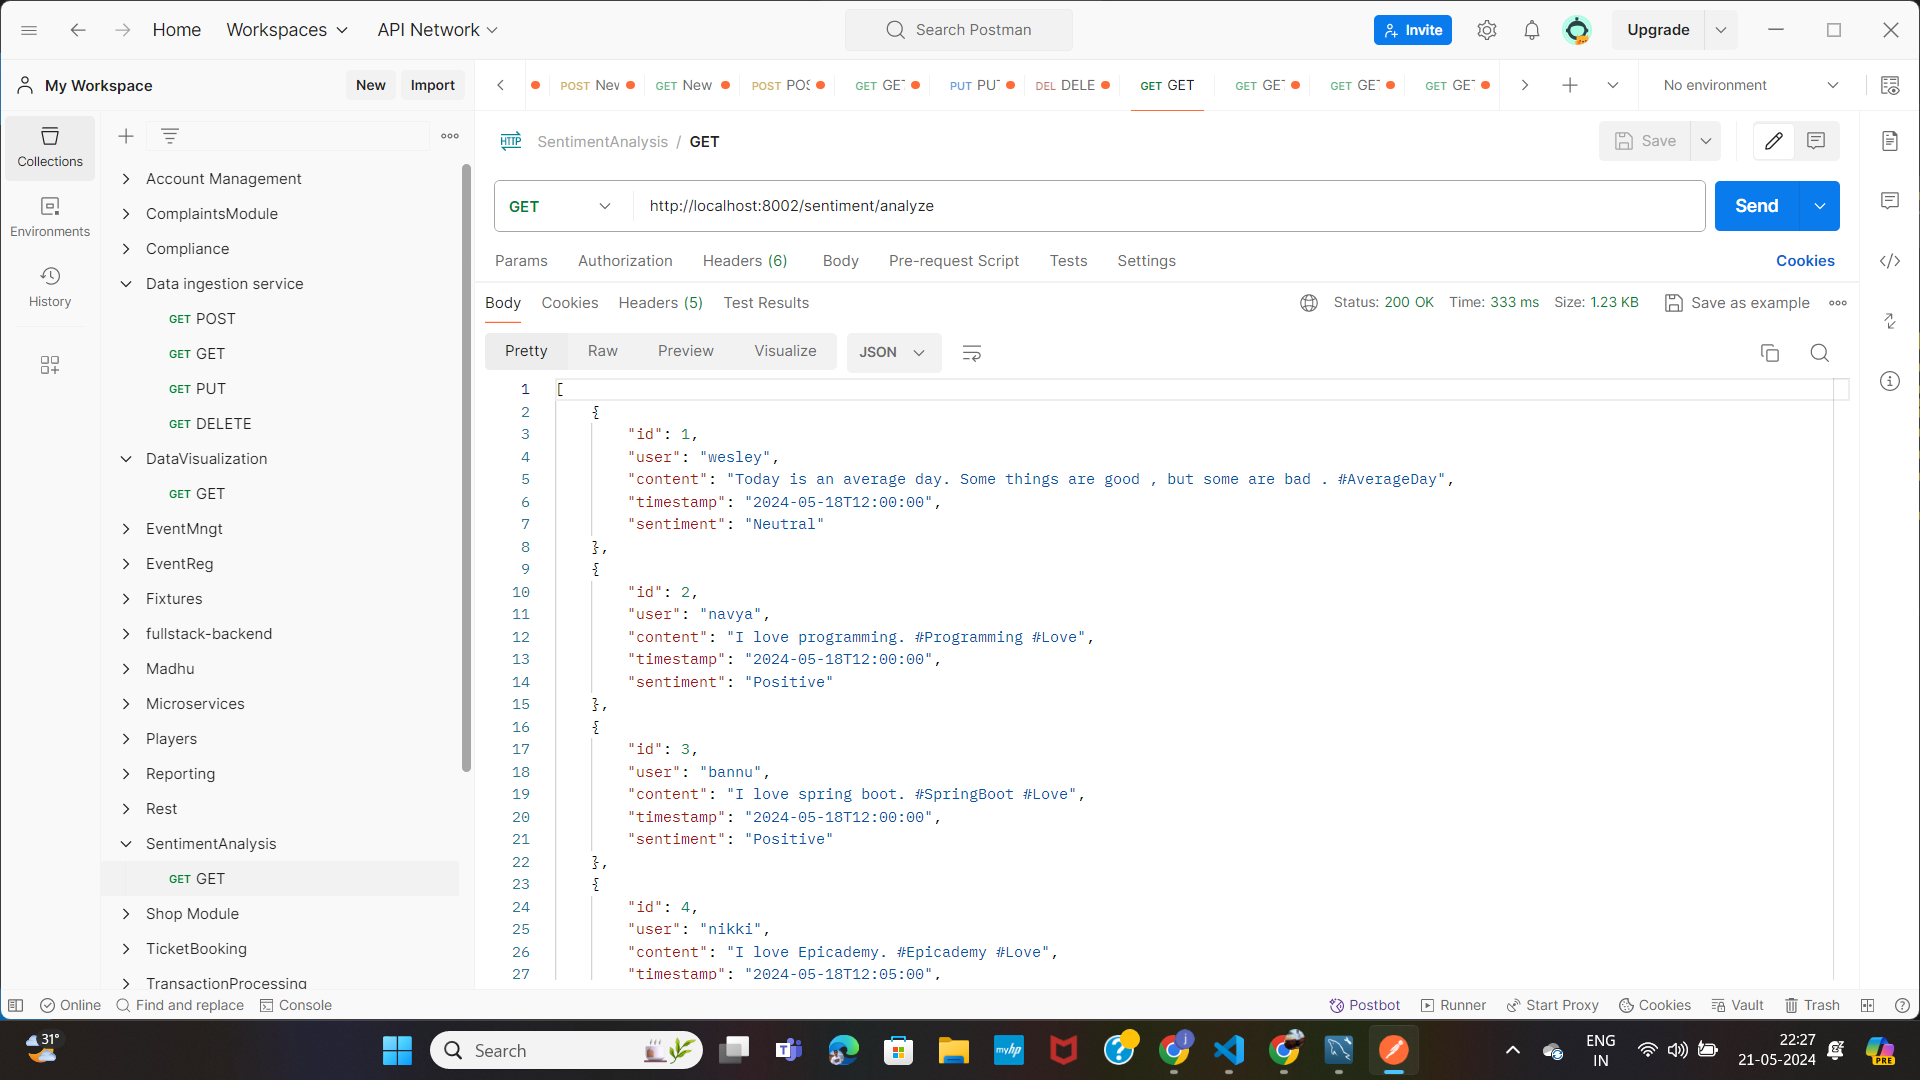 Home
Workspaces
API Network
Search Postman
Invite
Upgrade
My Workspace
New
Import
POST New
GET New
POST POS
GET GET
PUT PUT
DEL DELE
GET GET
GET GET
GET GET
GET GET
No environment
Collections
Environments
History
Account Management
ComplaintsModule
Compliance
Data ingestion service
GET POST
GET GET
GET PUT
GET DELETE
DataVisualization
GET GET
EventMngt
EventReg
Fixtures
fullstack-backend
Madhu
Microservices
Players
Reporting
Rest
SentimentAnalysis
GET GET
Shop Module
TicketBooking
TransactionProcessing
HTTP SentimentAnalysis / GET
Save
GET http://localhost:8002/sentiment/analyze
Send
Params Authorization Headers (6) Body Pre-request Script Tests Settings
Cookies
Body Cookies Headers (5) Test Results
Status: 200 OK Time: 333 ms Size: 1.23 KB
Save as example
Pretty Raw Preview Visualize JSON
1 [
2 {
3 "id": 1,
4 "user": "wesley",
5 "content": "Today is an average day. Some things are good , but some are bad . #AverageDay",
6 "timestamp": "2024-05-18T12:00:00",
7 "sentiment": "Neutral"
8 },
9 {
10 "id": 2,
11 "user": "navya",
12 "content": "I love programming. #Programming #Love",
13 "timestamp": "2024-05-18T12:00:00",
14 "sentiment": "Positive"
15 },
16 {
17 "id": 3,
18 "user": "bannu",
19 "content": "I love spring boot. #SpringBoot #Love",
20 "timestamp": "2024-05-18T12:00:00",
21 "sentiment": "Positive"
22 },
23 {
24 "id": 4,
25 "user": "nikki",
26 "content": "I love Epicademy. #Epicademy #Love",
27 "timestamp": "2024-05-18T12:05:00",
Online
Find and replace
Console
Postbot
Runner
Start Proxy
Cookies
Vault
Trash
31°
Search
myhp
j
ENG
IN
22:27
21-05-2024
PRE